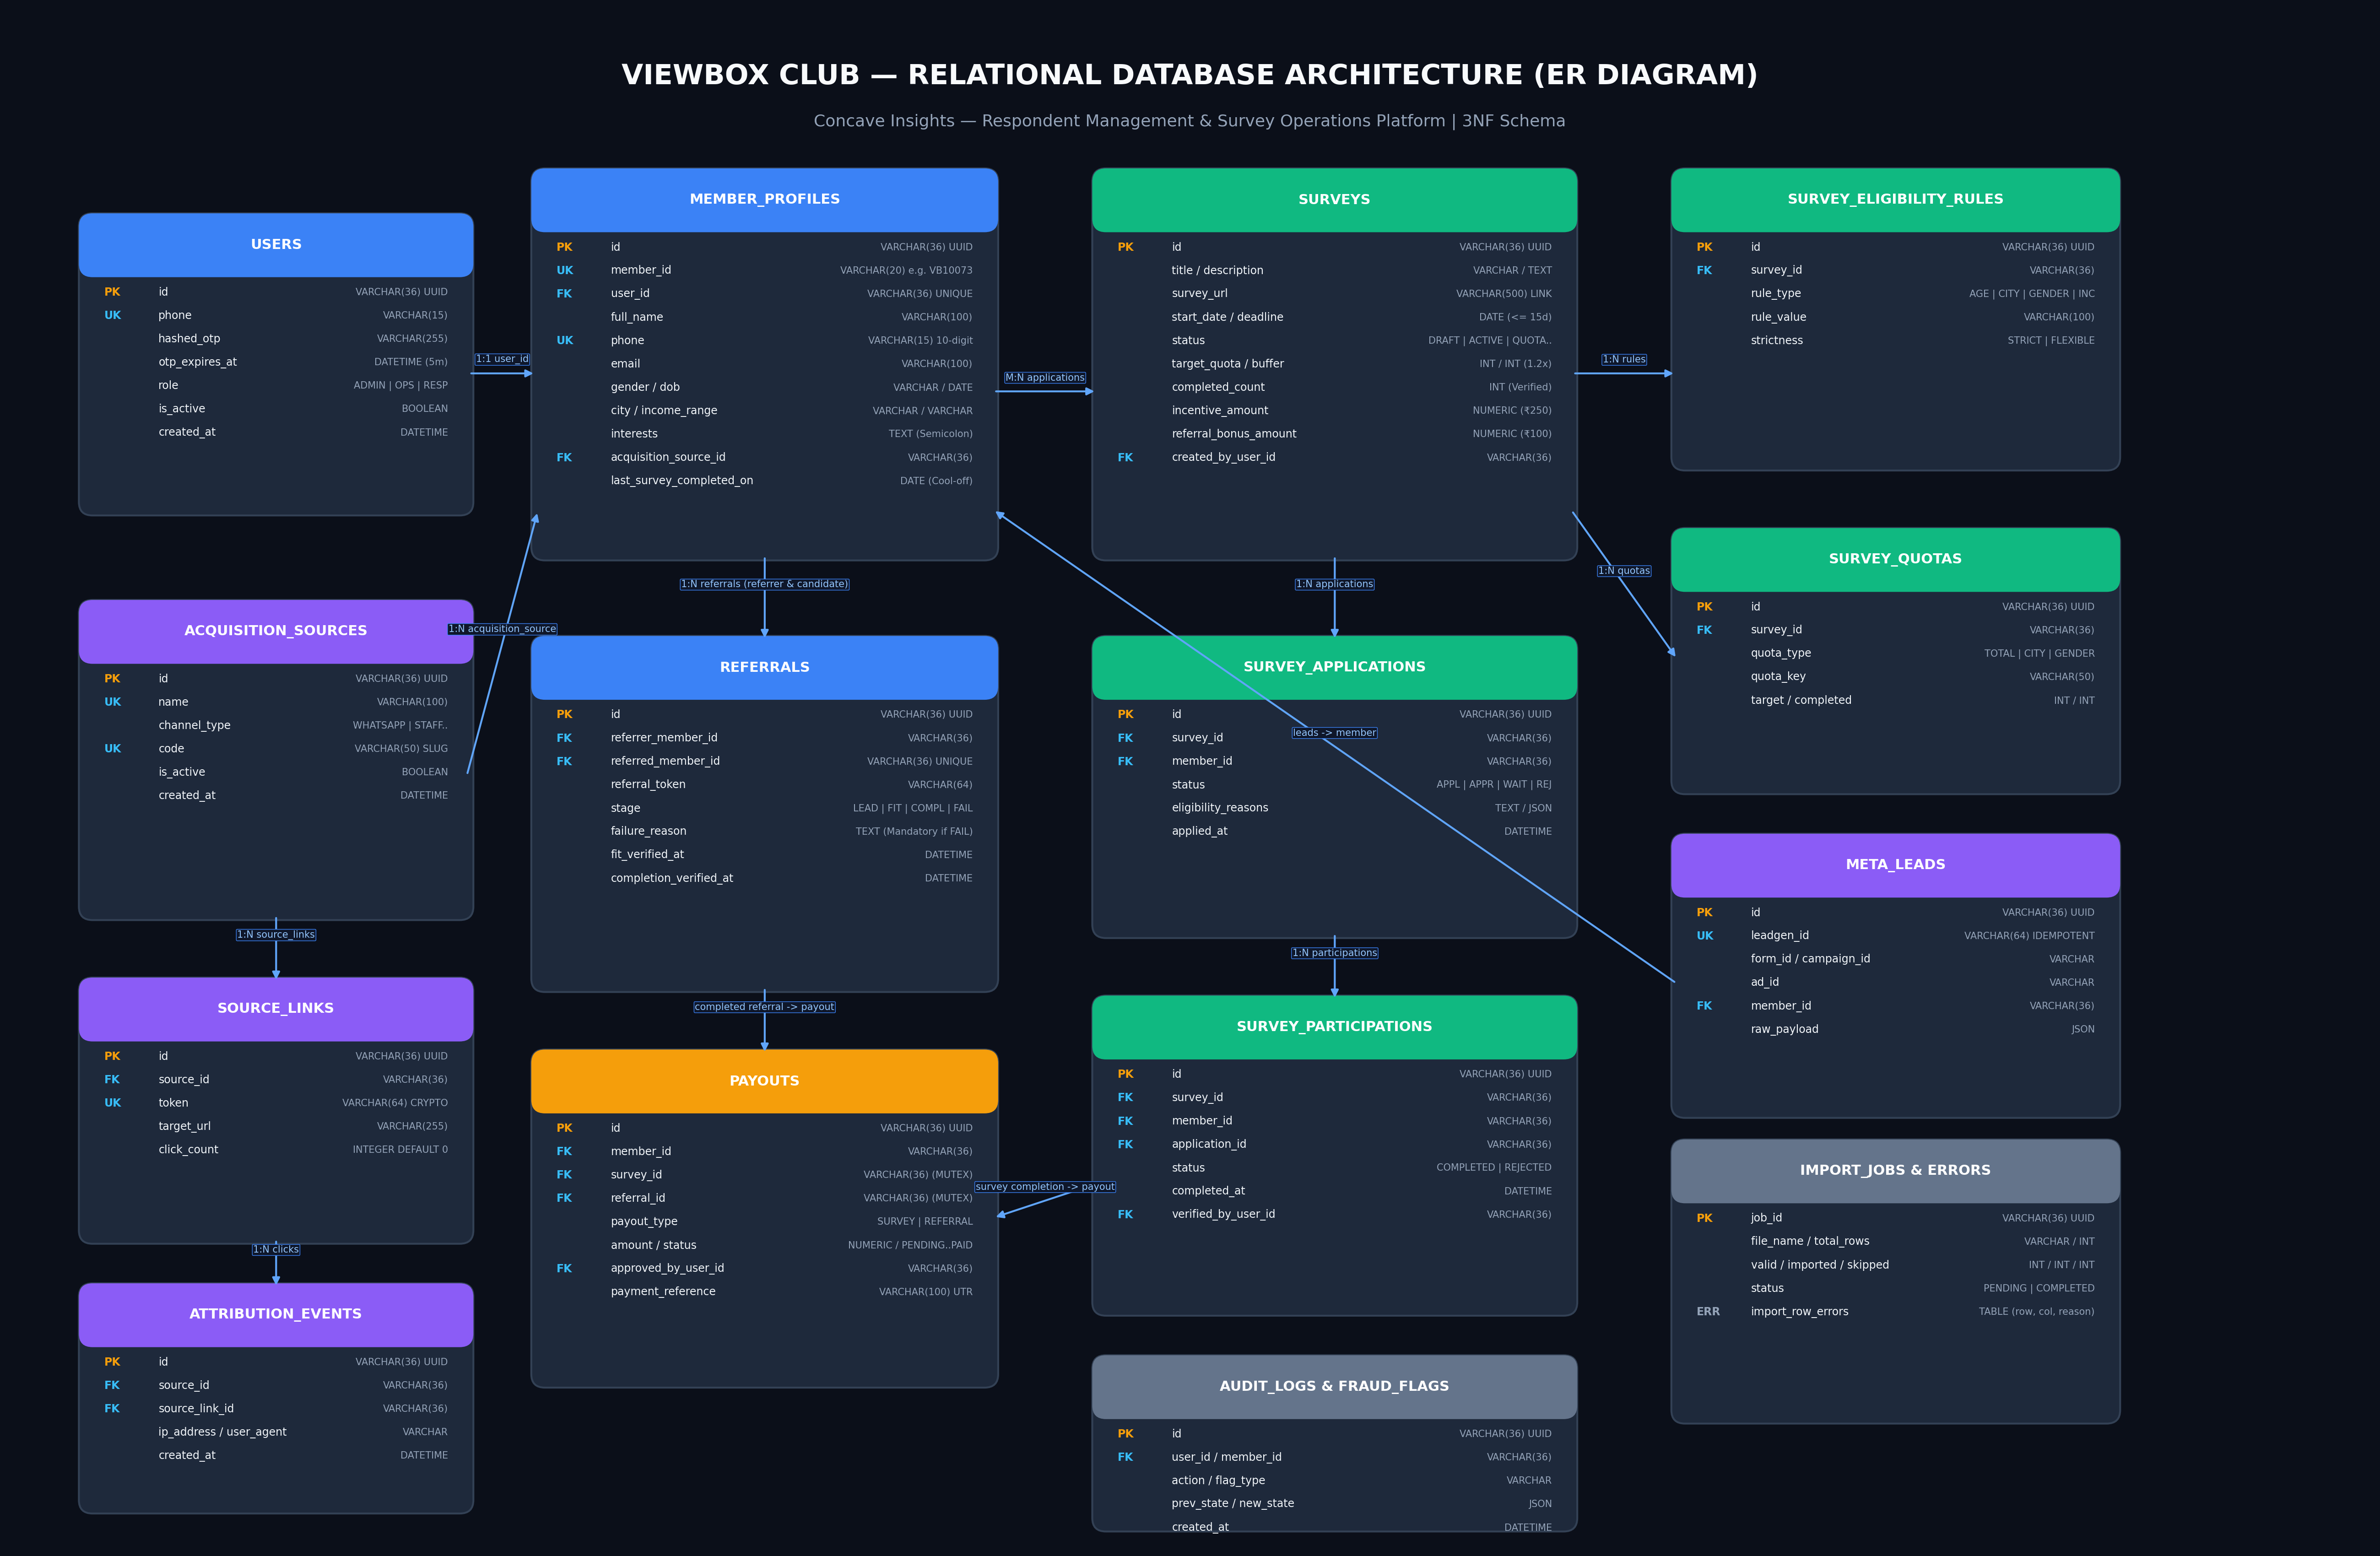 VIEWBOX CLUB — RELATIONAL DATABASE ARCHITECTURE (ER DIAGRAM)
Concave Insights — Respondent Management & Survey Operations Platform | 3NF Schema
USERS
PK id VARCHAR(36) UUID
UK phone VARCHAR(15)
hashed_otp VARCHAR(255)
otp_expires_at DATETIME (5m)
role ADMIN | OPS | RESP
is_active BOOLEAN
created_at DATETIME
1:1 user_id
MEMBER_PROFILES
PK id VARCHAR(36) UUID
UK member_id VARCHAR(20) e.g. VB10073
FK user_id VARCHAR(36) UNIQUE
full_name VARCHAR(100)
UK phone VARCHAR(15) 10-digit
email VARCHAR(100)
gender / dob VARCHAR / DATE
city / income_range VARCHAR / VARCHAR
interests TEXT (Semicolon)
FK acquisition_source_id VARCHAR(36)
last_survey_completed_on DATE (Cool-off)
M:N applications
SURVEYS
PK id VARCHAR(36) UUID
title / description VARCHAR / TEXT
survey_url VARCHAR(500) LINK
start_date / deadline DATE (<= 15d)
status DRAFT | ACTIVE | QUOTA..
target_quota / buffer INT / INT (1.2x)
completed_count INT (Verified)
incentive_amount NUMERIC (₹250)
referral_bonus_amount NUMERIC (₹100)
FK created_by_user_id VARCHAR(36)
1:N rules
SURVEY_ELIGIBILITY_RULES
PK id VARCHAR(36) UUID
FK survey_id VARCHAR(36)
rule_type AGE | CITY | GENDER | INC
rule_value VARCHAR(100)
strictness STRICT | FLEXIBLE
1:N quotas
SURVEY_QUOTAS
PK id VARCHAR(36) UUID
FK survey_id VARCHAR(36)
quota_type TOTAL | CITY | GENDER
quota_key VARCHAR(50)
target / completed INT / INT
ACQUISITION_SOURCES
PK id VARCHAR(36) UUID
UK name VARCHAR(100)
channel_type WHATSAPP | STAFF..
UK code VARCHAR(50) SLUG
is_active BOOLEAN
created_at DATETIME
1:N acquisition_source
1:N referrals (referrer & candidate)
REFERRALS
PK id VARCHAR(36) UUID
FK referrer_member_id VARCHAR(36)
FK referred_member_id VARCHAR(36) UNIQUE
referral_token VARCHAR(64)
stage LEAD | FIT | COMPL | FAIL
failure_reason TEXT (Mandatory if FAIL)
fit_verified_at DATETIME
completion_verified_at DATETIME
1:N applications
SURVEY_APPLICATIONS
PK id VARCHAR(36) UUID
FK survey_id VARCHAR(36)
FK member_id VARCHAR(36)
status APPL | APPR | WAIT | REJ
eligibility_reasons TEXT / JSON
applied_at DATETIME
leads -> member
META_LEADS
PK id VARCHAR(36) UUID
UK leadgen_id VARCHAR(64) IDEMPOTENT
form_id / campaign_id VARCHAR
ad_id VARCHAR
FK member_id VARCHAR(36)
raw_payload JSON
1:N source_links
SOURCE_LINKS
PK id VARCHAR(36) UUID
FK source_id VARCHAR(36)
UK token VARCHAR(64) CRYPTO
target_url VARCHAR(255)
click_count INTEGER DEFAULT 0
completed referral -> payout
PAYOUTS
PK id VARCHAR(36) UUID
FK member_id VARCHAR(36)
FK survey_id VARCHAR(36) (MUTEX)
FK referral_id VARCHAR(36) (MUTEX)
payout_type SURVEY | REFERRAL
amount / status NUMERIC / PENDING..PAID
FK approved_by_user_id VARCHAR(36)
payment_reference VARCHAR(100) UTR
survey completion -> payout
1:N participations
SURVEY_PARTICIPATIONS
PK id VARCHAR(36) UUID
FK survey_id VARCHAR(36)
FK member_id VARCHAR(36)
FK application_id VARCHAR(36)
status COMPLETED | REJECTED
completed_at DATETIME
FK verified_by_user_id VARCHAR(36)
IMPORT_JOBS & ERRORS
PK job_id VARCHAR(36) UUID
file_name / total_rows VARCHAR / INT
valid / imported / skipped INT / INT / INT
status PENDING | COMPLETED
ERR import_row_errors TABLE (row, col, reason)
1:N clicks
ATTRIBUTION_EVENTS
PK id VARCHAR(36) UUID
FK source_id VARCHAR(36)
FK source_link_id VARCHAR(36)
ip_address / user_agent VARCHAR
created_at DATETIME
AUDIT_LOGS & FRAUD_FLAGS
PK id VARCHAR(36) UUID
FK user_id / member_id VARCHAR(36)
action / flag_type VARCHAR
prev_state / new_state JSON
created_at DATETIME